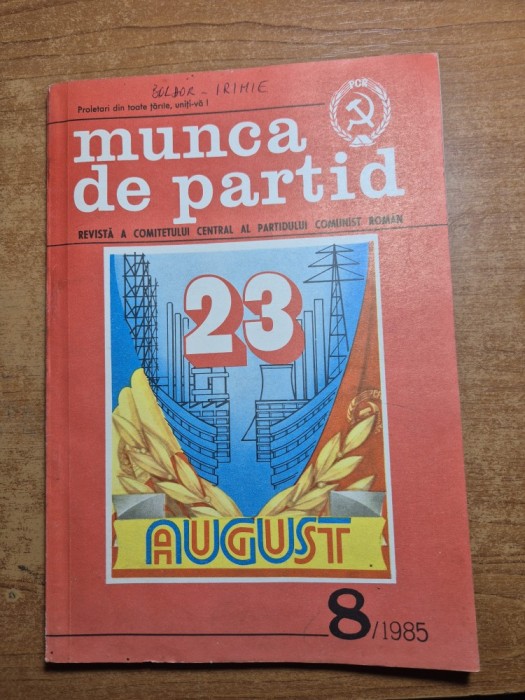 BOLBOR - IRIMIE
Proletari din toate țările, uniți-vă !
PCR
munca
de partid
REVISTĂ A COMITETULUI CENTRAL AL PARTIDULUI COMUNIST ROMÂN
23
AUGUST
8/1985